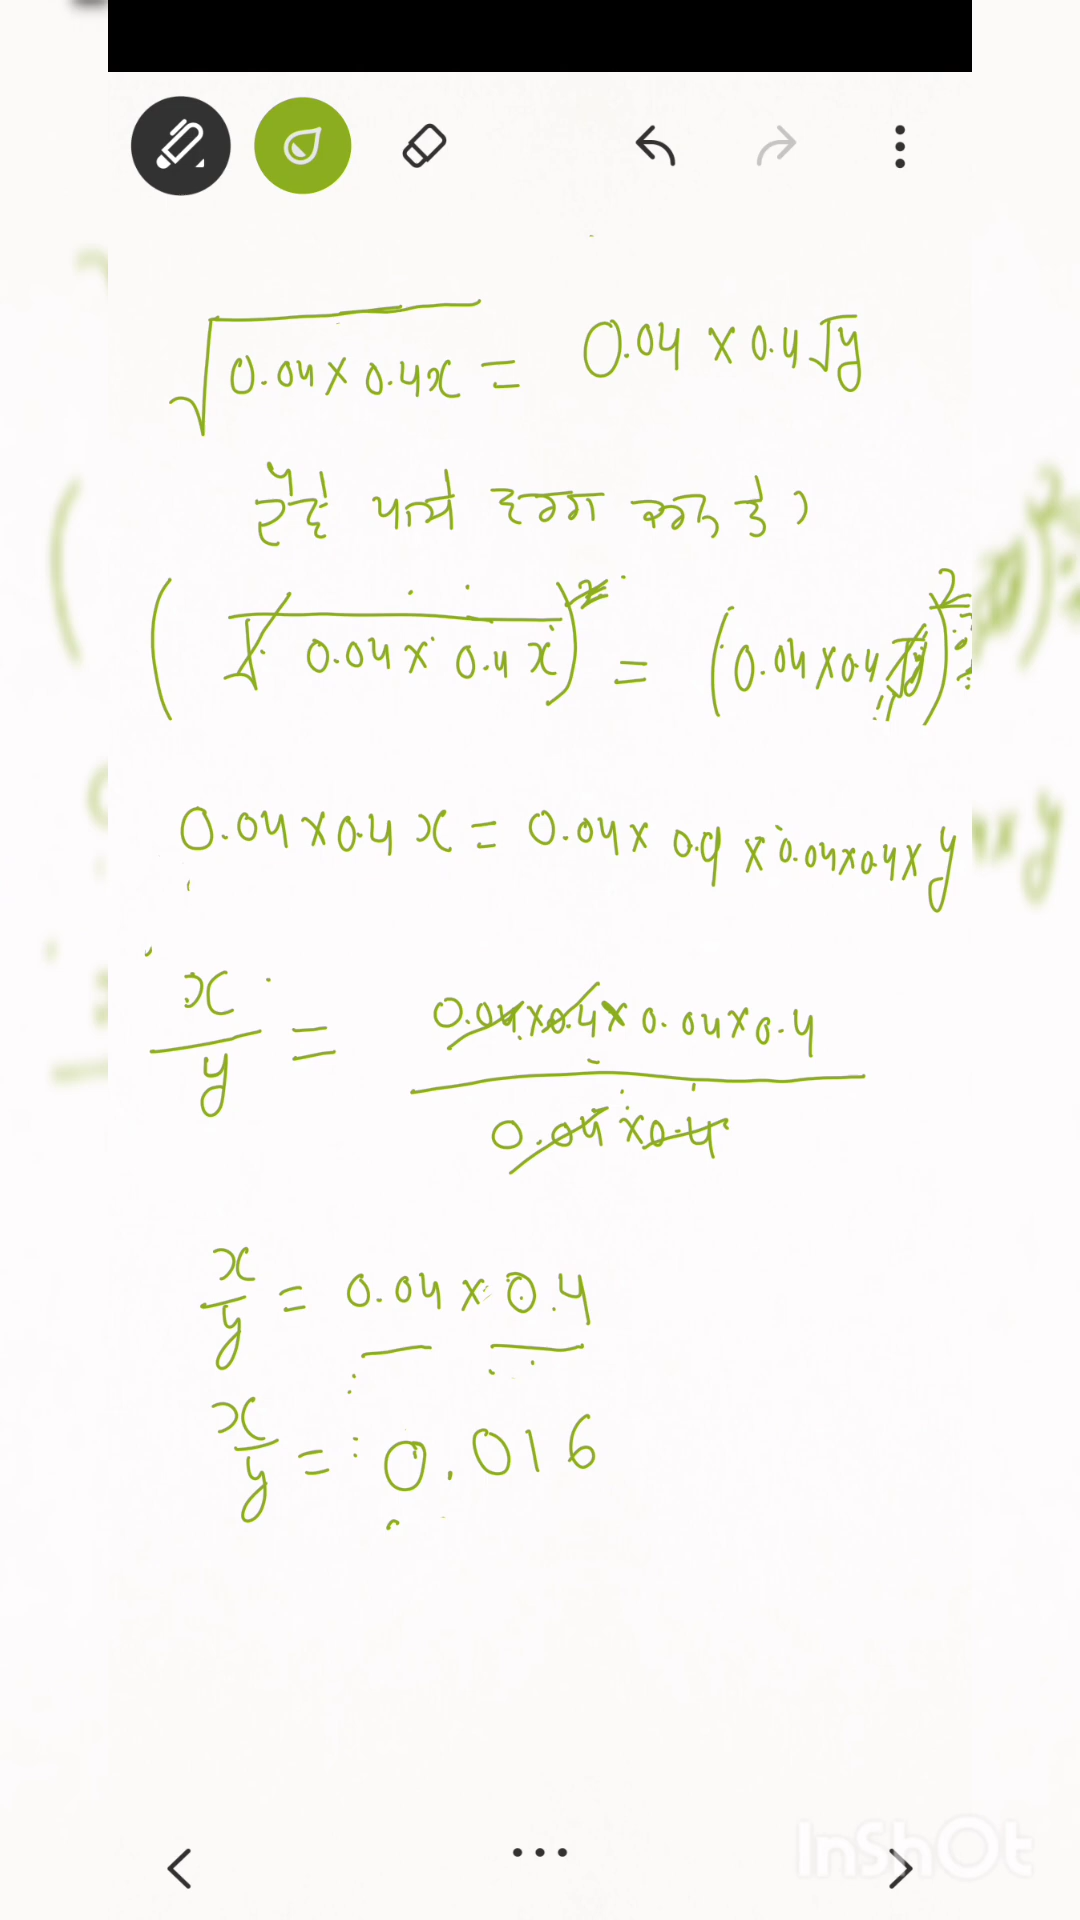 √0.04 × 0.4x = 0.04 × 0.4√y
(√0.04 × 0.4 x)² = (0.04 × 0.4√y)²
0.04 × 0.4 x = 0.04 × 0.4 × 0.04 × 0.4 × y
x/y = 0.04 × 0.4 × 0.04 × 0.4 / 0.04 × 0.4
x/y = 0.04 × 0.4
x/y = 0.016
InShOt